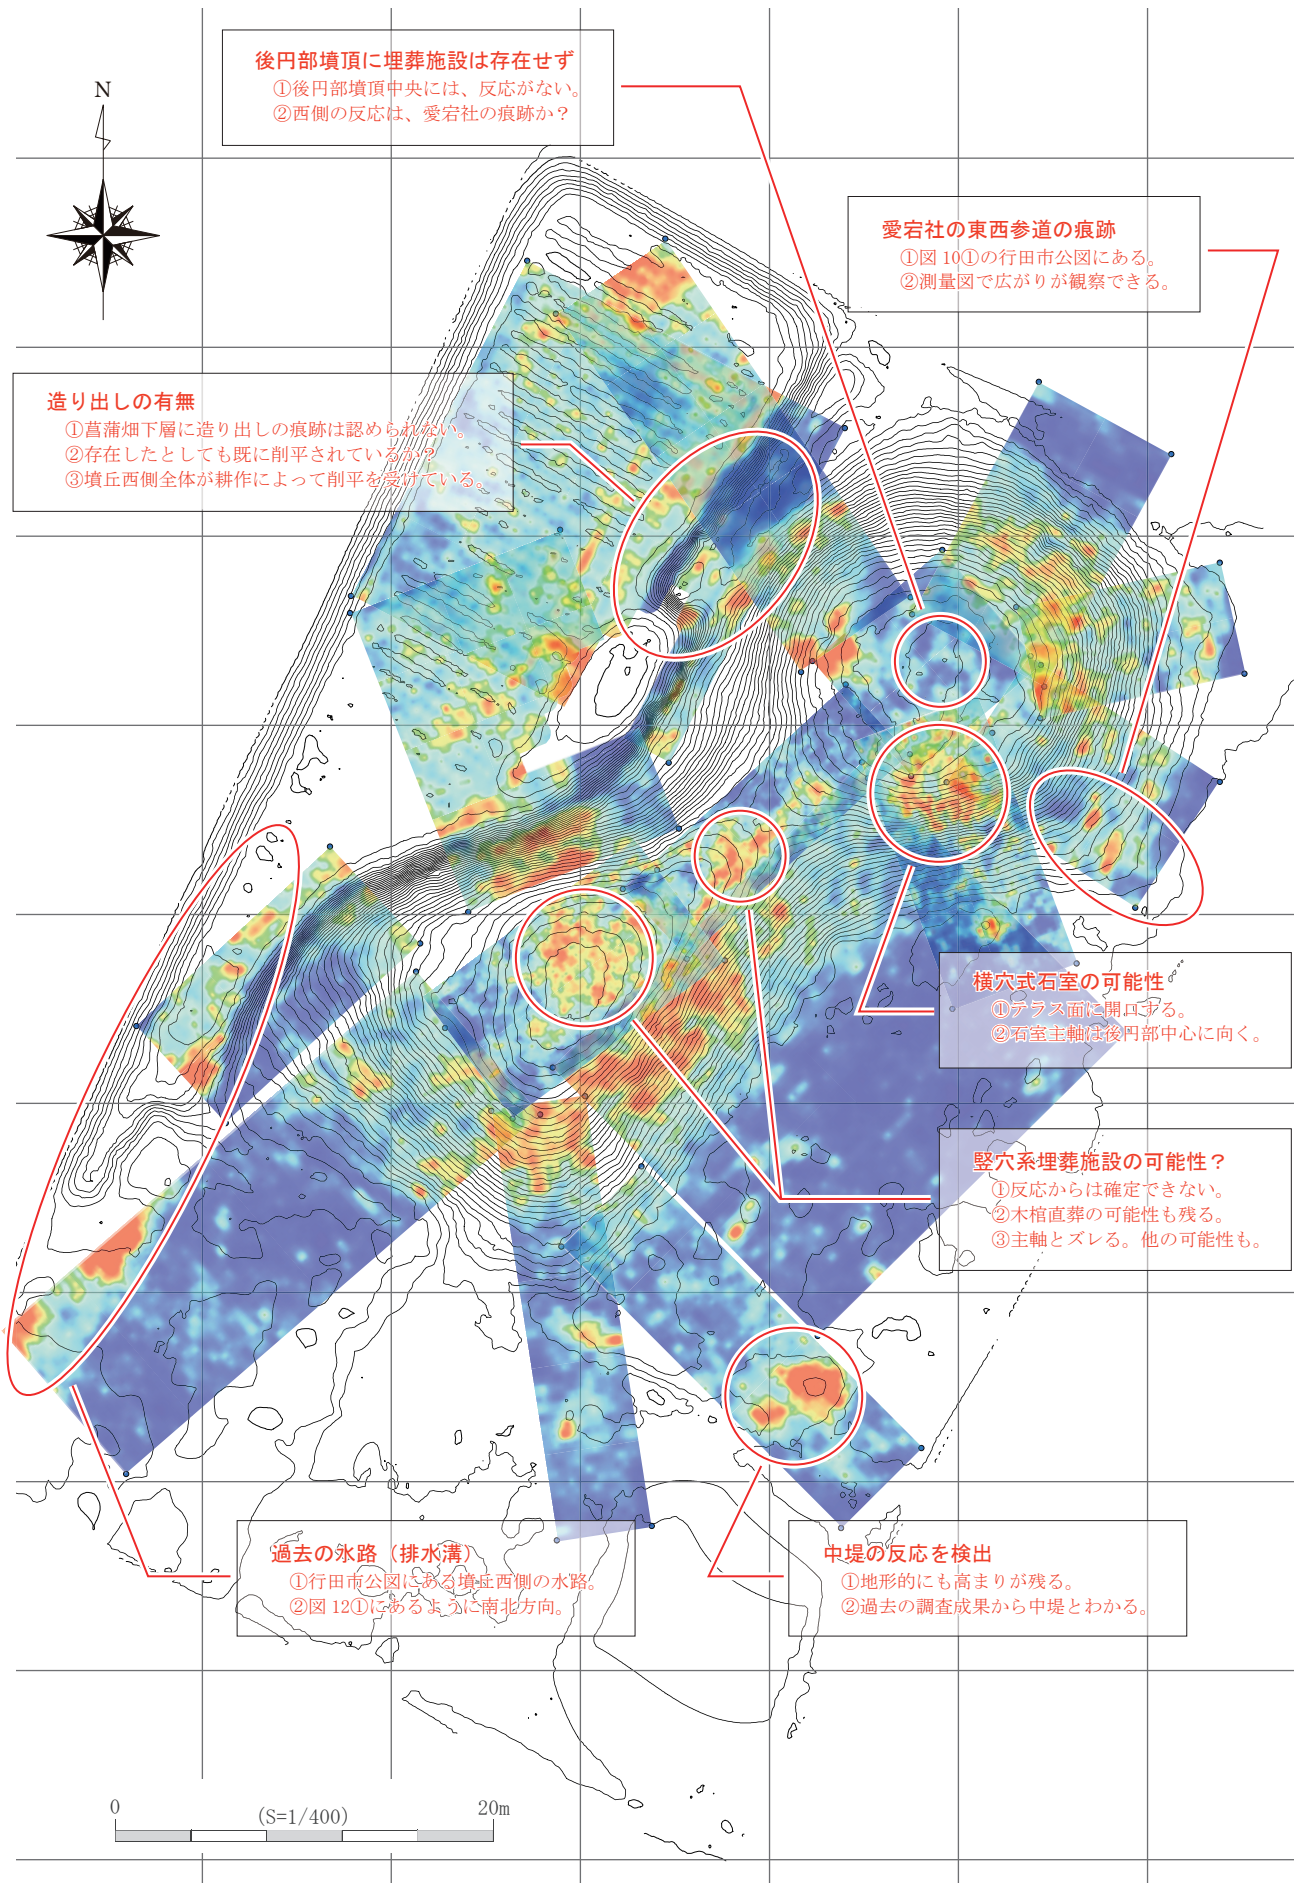 後円部墳頂に埋葬施設は存在せず
①後円部墳頂中央には、反応がない。
②西側の反応は、愛宕社の痕跡か？
N
愛宕社の東西参道の痕跡
①図 10①の行田市公図にある。
②測量図で広がりが観察できる。
造り出しの有無
①菖蒲畑下層に造り出しの痕跡は認められない。
②存在したとしても既に削平されているか？
③墳丘西側全体が耕作によって削平を受けている。
横穴式石室の可能性
①テラス面に開口する。
②石室主軸は後円部中心に向く。
竪穴系埋葬施設の可能性？
①反応からは確定できない。
②木棺直葬の可能性も残る。
③主軸とズレる。他の可能性も。
過去の水路（排水溝）
①行田市公図にある墳丘西側の水路。
②図 12①にあるように南北方向。
中堤の反応を検出
①地形的にも高まりが残る。
②過去の調査成果から中堤とわかる。
0 (S=1/400) 20m